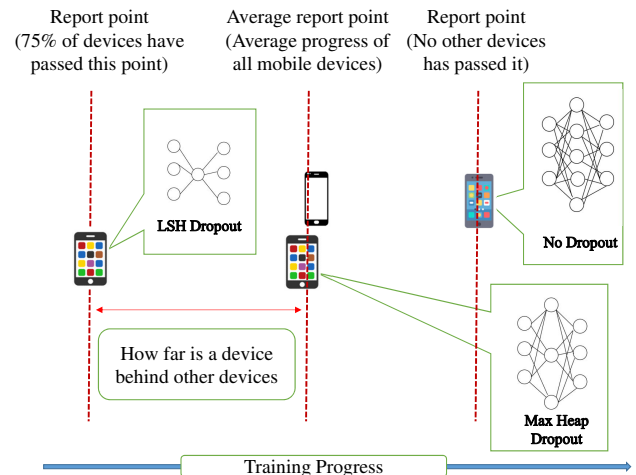 Report point
(75% of devices have
passed this point)
Average report point
(Average progress of
all mobile devices)
Report point
(No other devices
has passed it)
LSH Dropout
No Dropout
How far is a device
behind other devices
Max Heap
Dropout
Training Progress